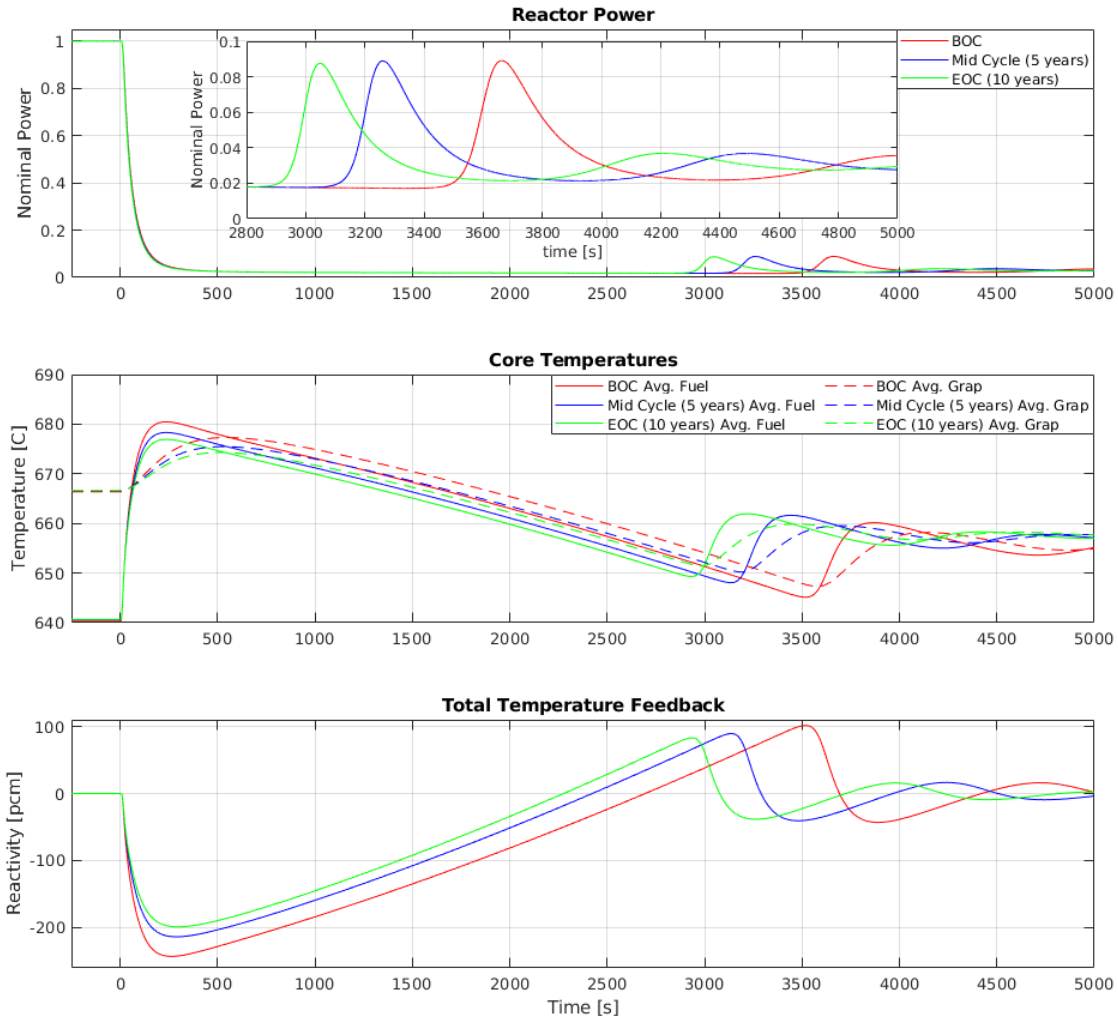 Reactor Power
Nominal Power
1
0.8
0.6
0.4
0.2
0
0 500 1000 1500 2000 2500 3000 3500 4000 4500 5000
BOC
Mid Cycle (5 years)
EOC (10 years)
Nominal Power
0.1
0.08
0.06
0.04
0.02
0
2800 3000 3200 3400 3600 3800 4000 4200 4400 4600 4800 5000
time [s]
Core Temperatures
Temperature [C]
690
680
670
660
650
640
0 500 1000 1500 2000 2500 3000 3500 4000 4500 5000
BOC Avg. Fuel BOC Avg. Grap
Mid Cycle (5 years) Avg. Fuel Mid Cycle (5 years) Avg. Grap
EOC (10 years) Avg. Fuel EOC (10 years) Avg. Grap
Total Temperature Feedback
Reactivity [pcm]
100
0
-100
-200
0 500 1000 1500 2000 2500 3000 3500 4000 4500 5000
Time [s]